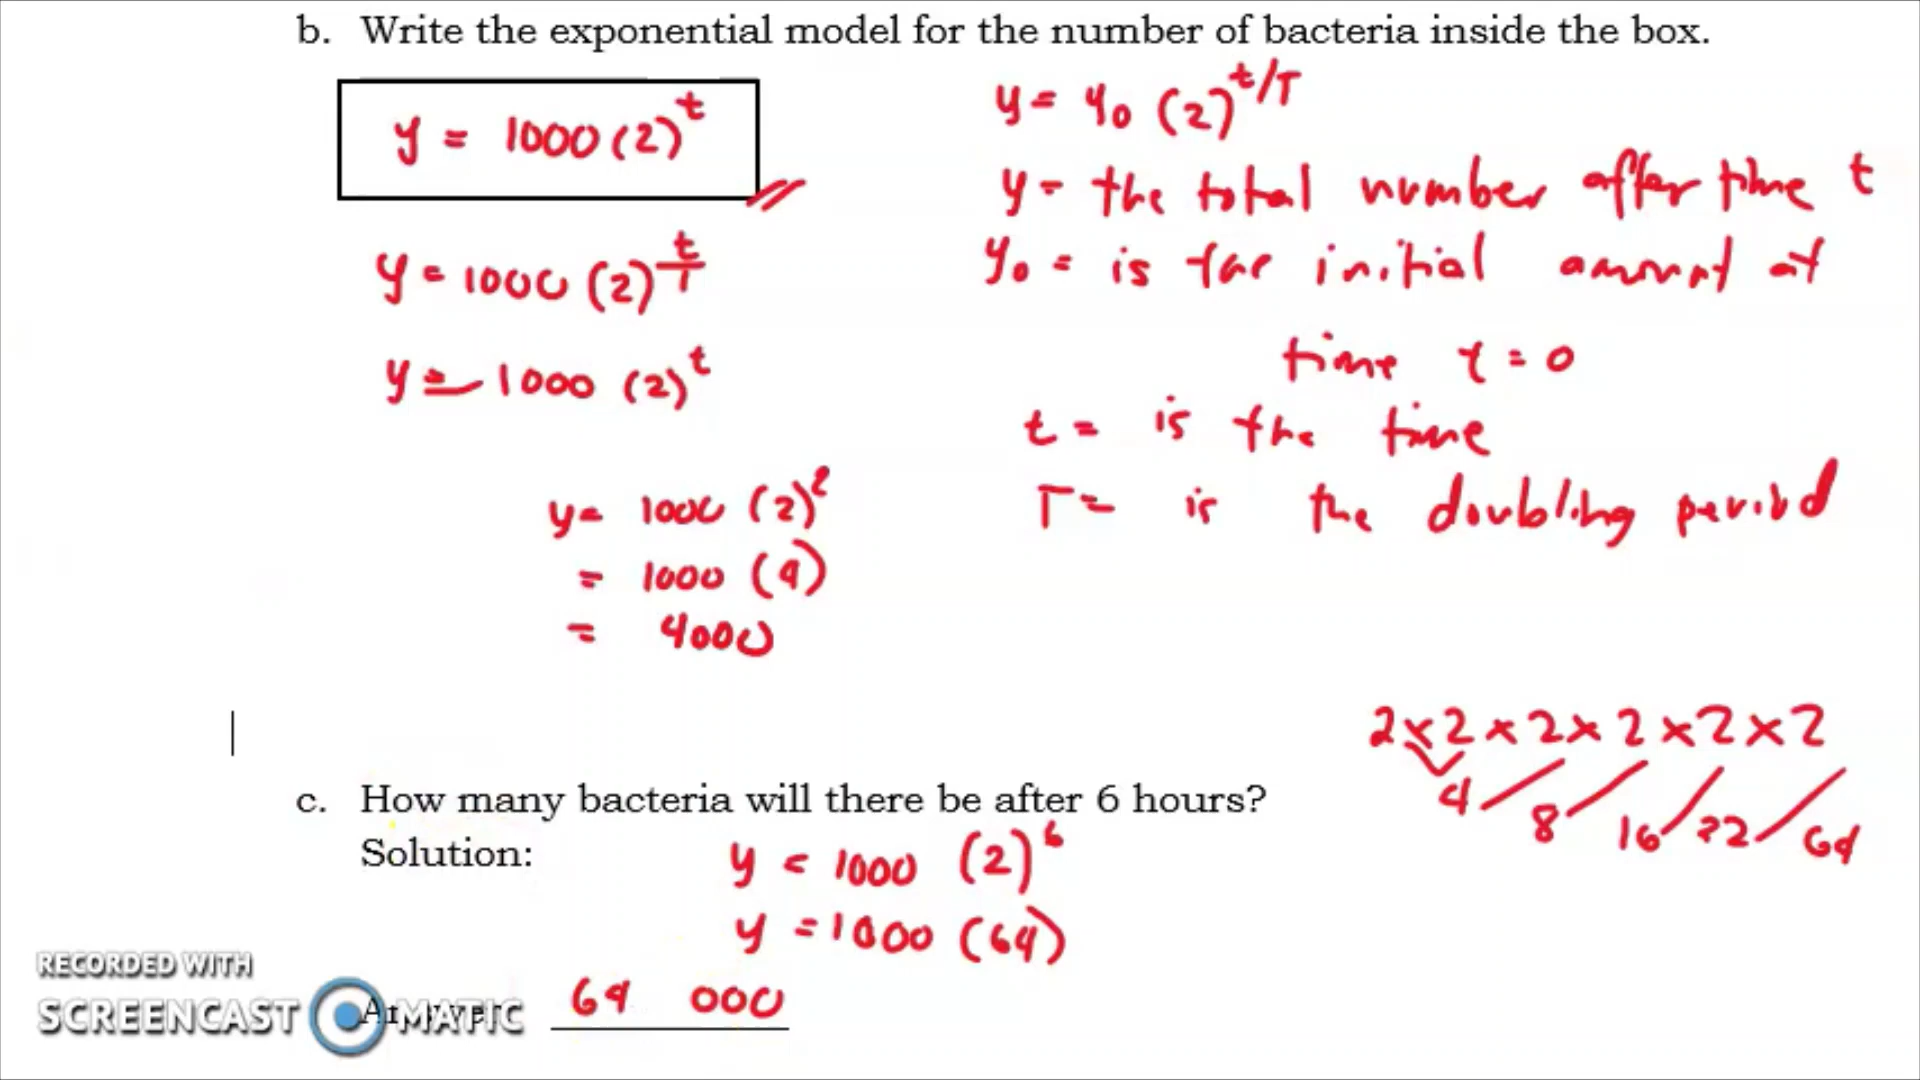 b. Write the exponential model for the number of bacteria inside the box.
y = 1000 (2)^t
y = y₀ (2)^t/T
y = the total number after time t
y = 1000 (2)^t/1
y₀ = is the initial amount at
time t = 0
y = 1000 (2)^t
t = is the time
T = is the doubling period
y = 1000 (2)^2
= 1000 (4)
= 4000
2 x 2 x 2 x 2 x 2 x 2
4 8 16 32 64
c. How many bacteria will there be after 6 hours?
Solution:
y = 1000 (2)^6
y = 1000 (64)
Answer: 64 000
RECORDED WITH
SCREENCAST MATIC